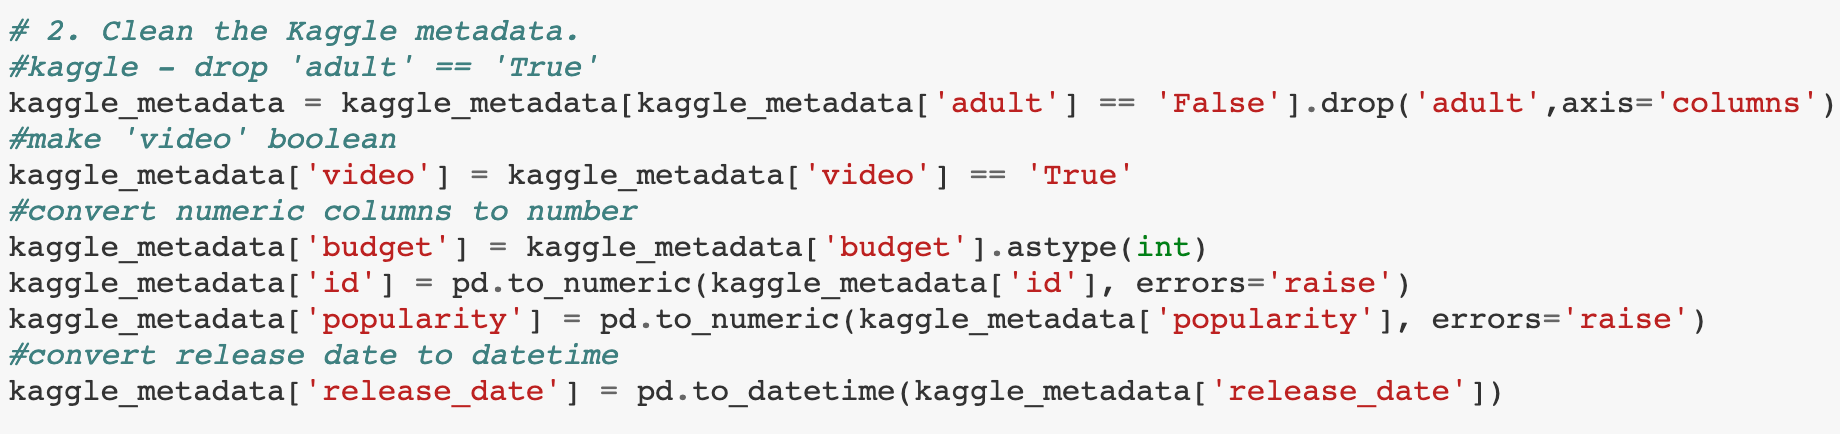 # 2. Clean the Kaggle metadata.
#kaggle - drop 'adult' == 'True'
kaggle_metadata = kaggle_metadata[kaggle_metadata['adult'] == 'False'].drop('adult',axis='columns')
#make 'video' boolean
kaggle_metadata['video'] = kaggle_metadata['video'] == 'True'
#convert numeric columns to number
kaggle_metadata['budget'] = kaggle_metadata['budget'].astype(int)
kaggle_metadata['id'] = pd.to_numeric(kaggle_metadata['id'], errors='raise')
kaggle_metadata['popularity'] = pd.to_numeric(kaggle_metadata['popularity'], errors='raise')
#convert release date to datetime
kaggle_metadata['release_date'] = pd.to_datetime(kaggle_metadata['release_date'])